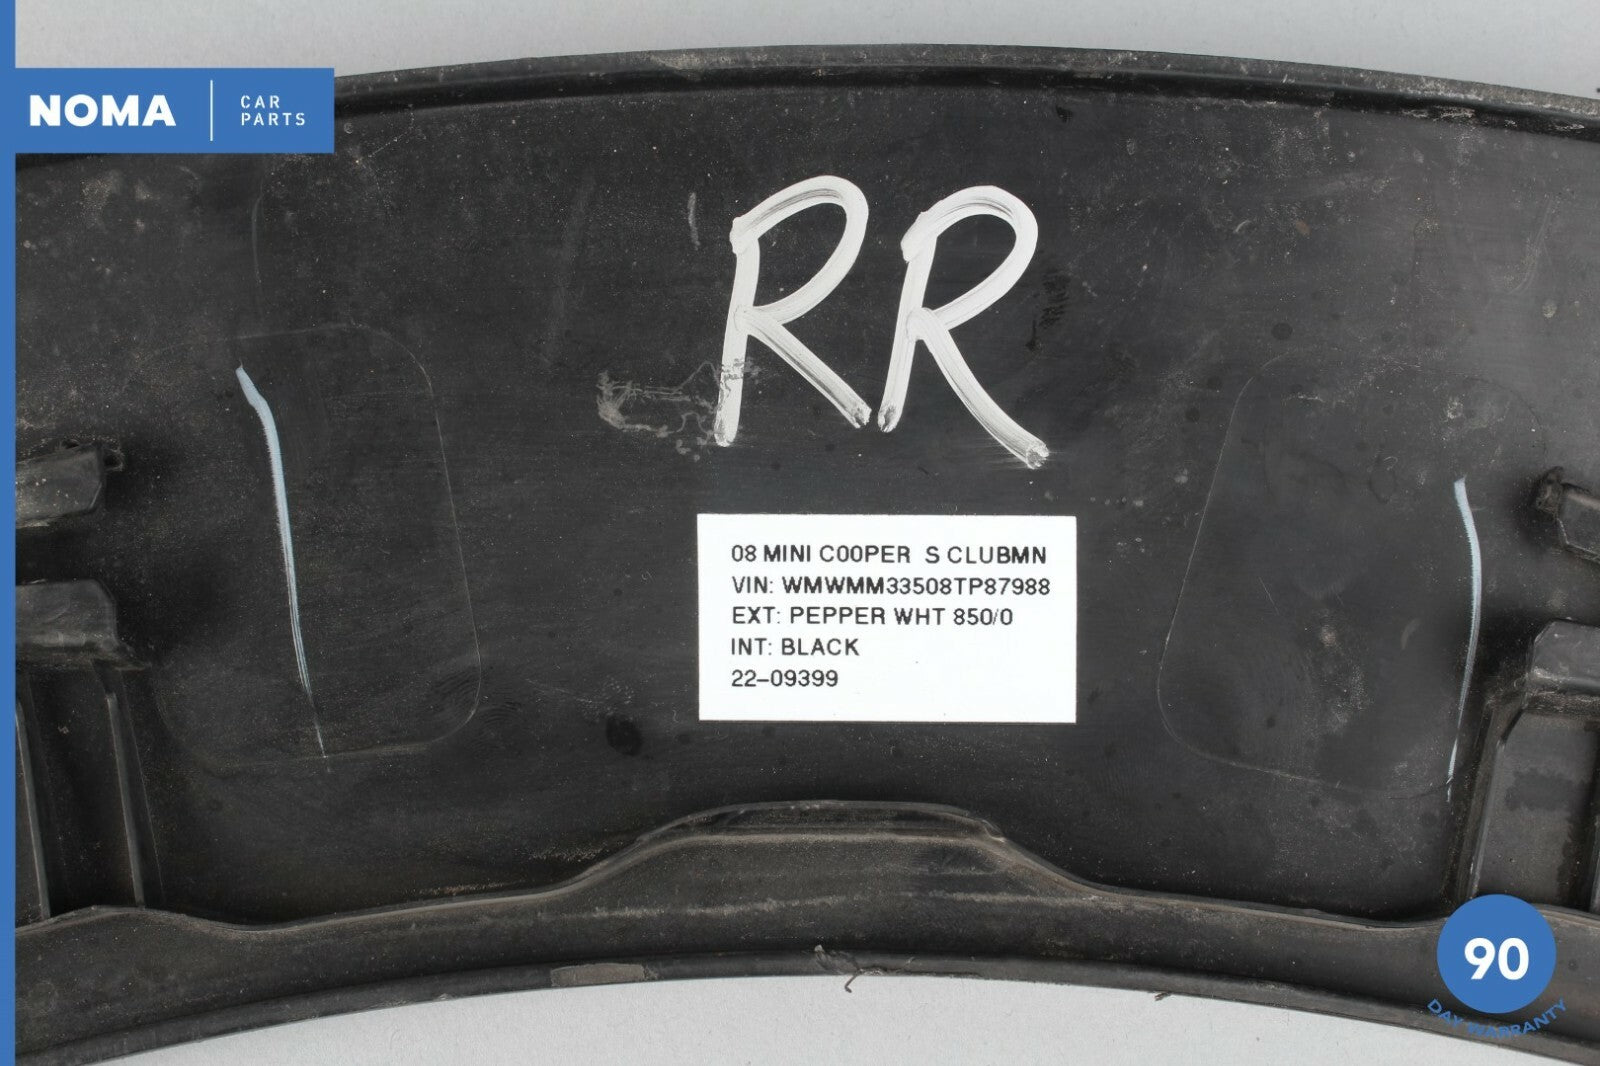 NOMA
CAR
PARTS
RR
08 MINI COOPER S CLUBMN
VIN: WMWMM33508TP87988
EXT: PEPPER WHT 850/0
INT: BLACK
22-09399
90
DAY WARRANTY